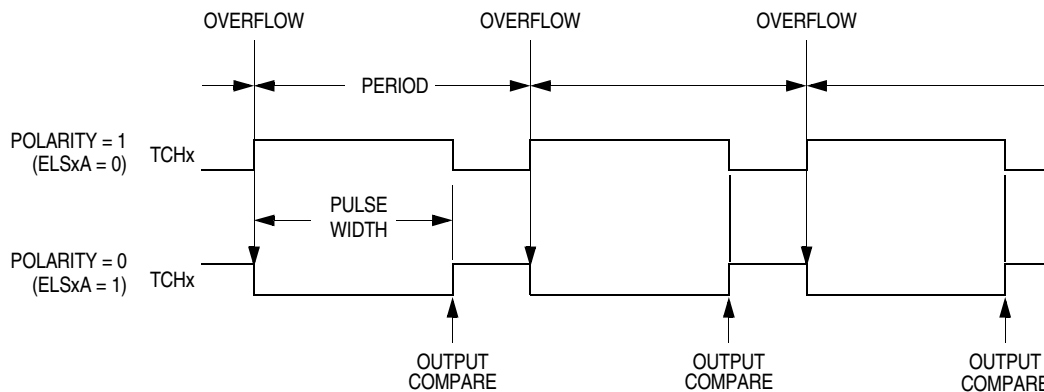 OVERFLOW
OVERFLOW
OVERFLOW
PERIOD
POLARITY = 1
(ELSxA = 0)
TCHx
PULSE
WIDTH
POLARITY = 0
(ELSxA = 1)
TCHx
OUTPUT
COMPARE
OUTPUT
COMPARE
OUTPUT
COMPARE